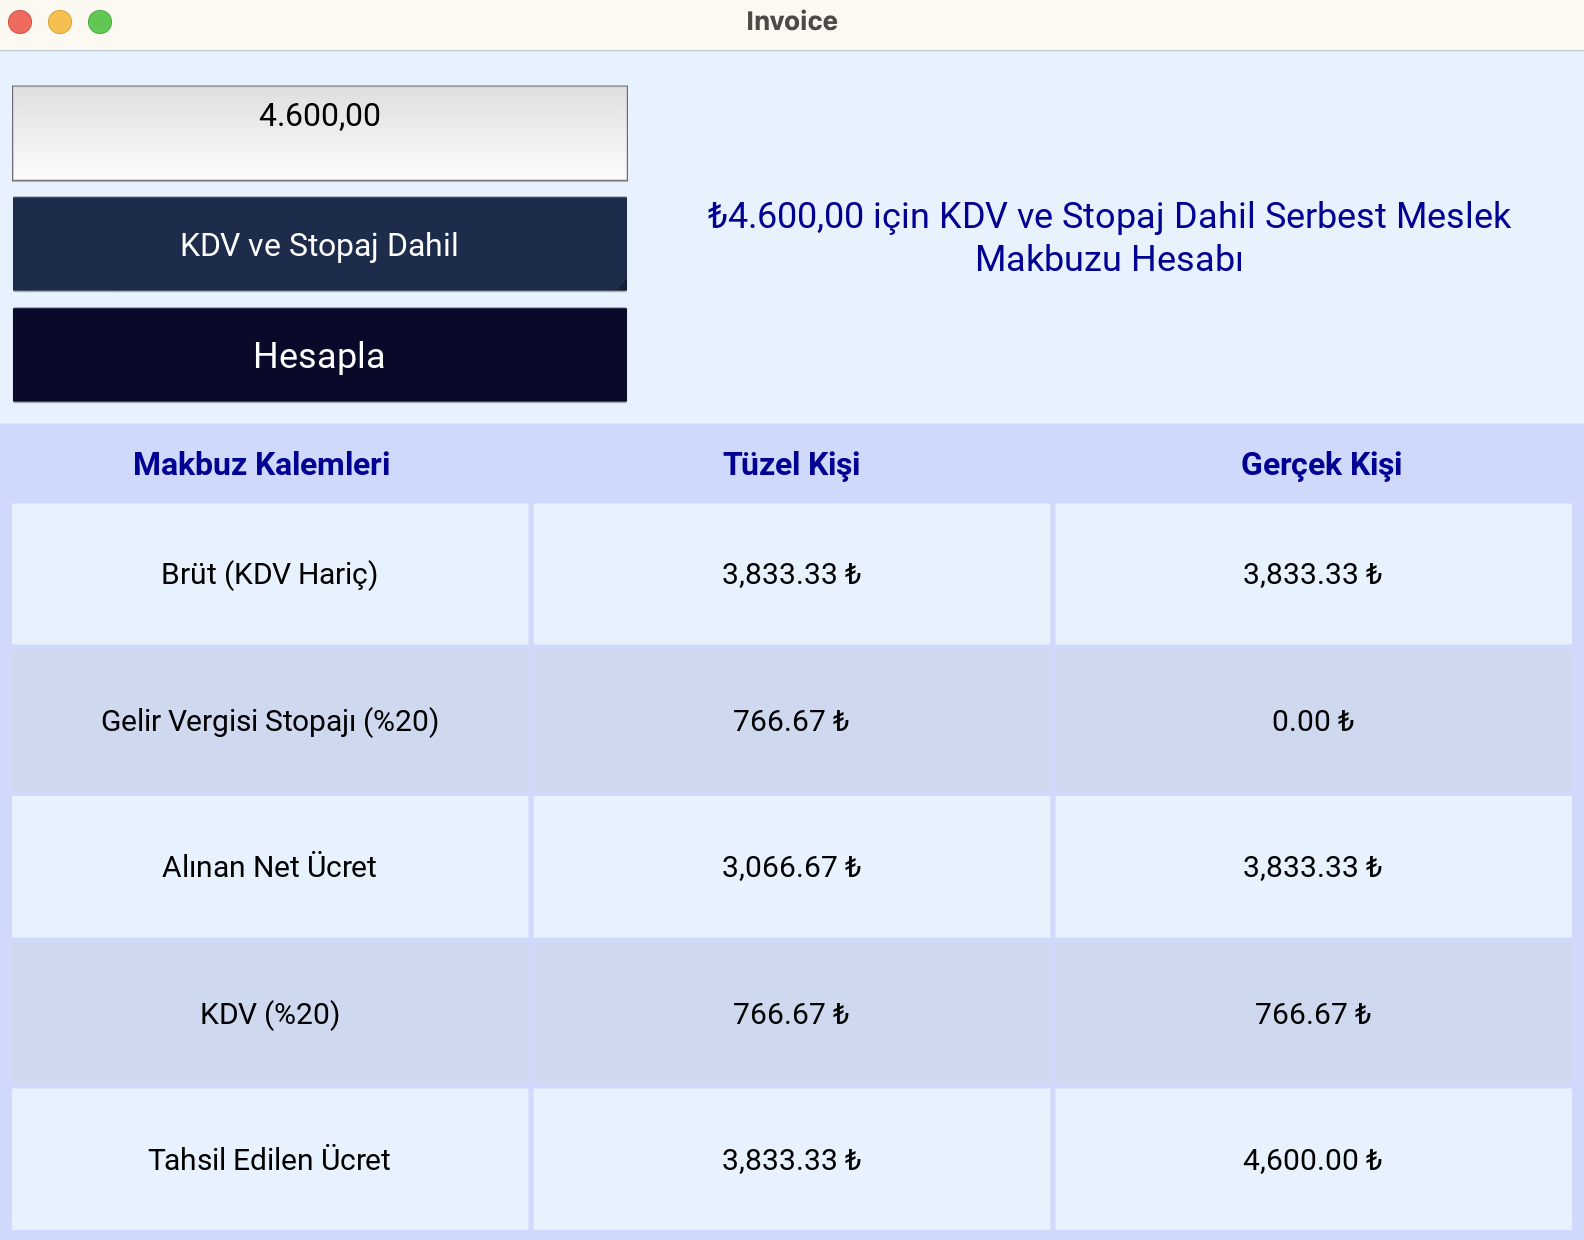 Invoice
4.600,00
KDV ve Stopaj Dahil
Hesapla
₺4.600,00 için KDV ve Stopaj Dahil Serbest Meslek
Makbuzu Hesabı
Makbuz Kalemleri Tüzel Kişi Gerçek Kişi
Brüt (KDV Hariç) 3,833.33 ₺ 3,833.33 ₺
Gelir Vergisi Stopajı (%20) 766.67 ₺ 0.00 ₺
Alınan Net Ücret 3,066.67 ₺ 3,833.33 ₺
KDV (%20) 766.67 ₺ 766.67 ₺
Tahsil Edilen Ücret 3,833.33 ₺ 4,600.00 ₺